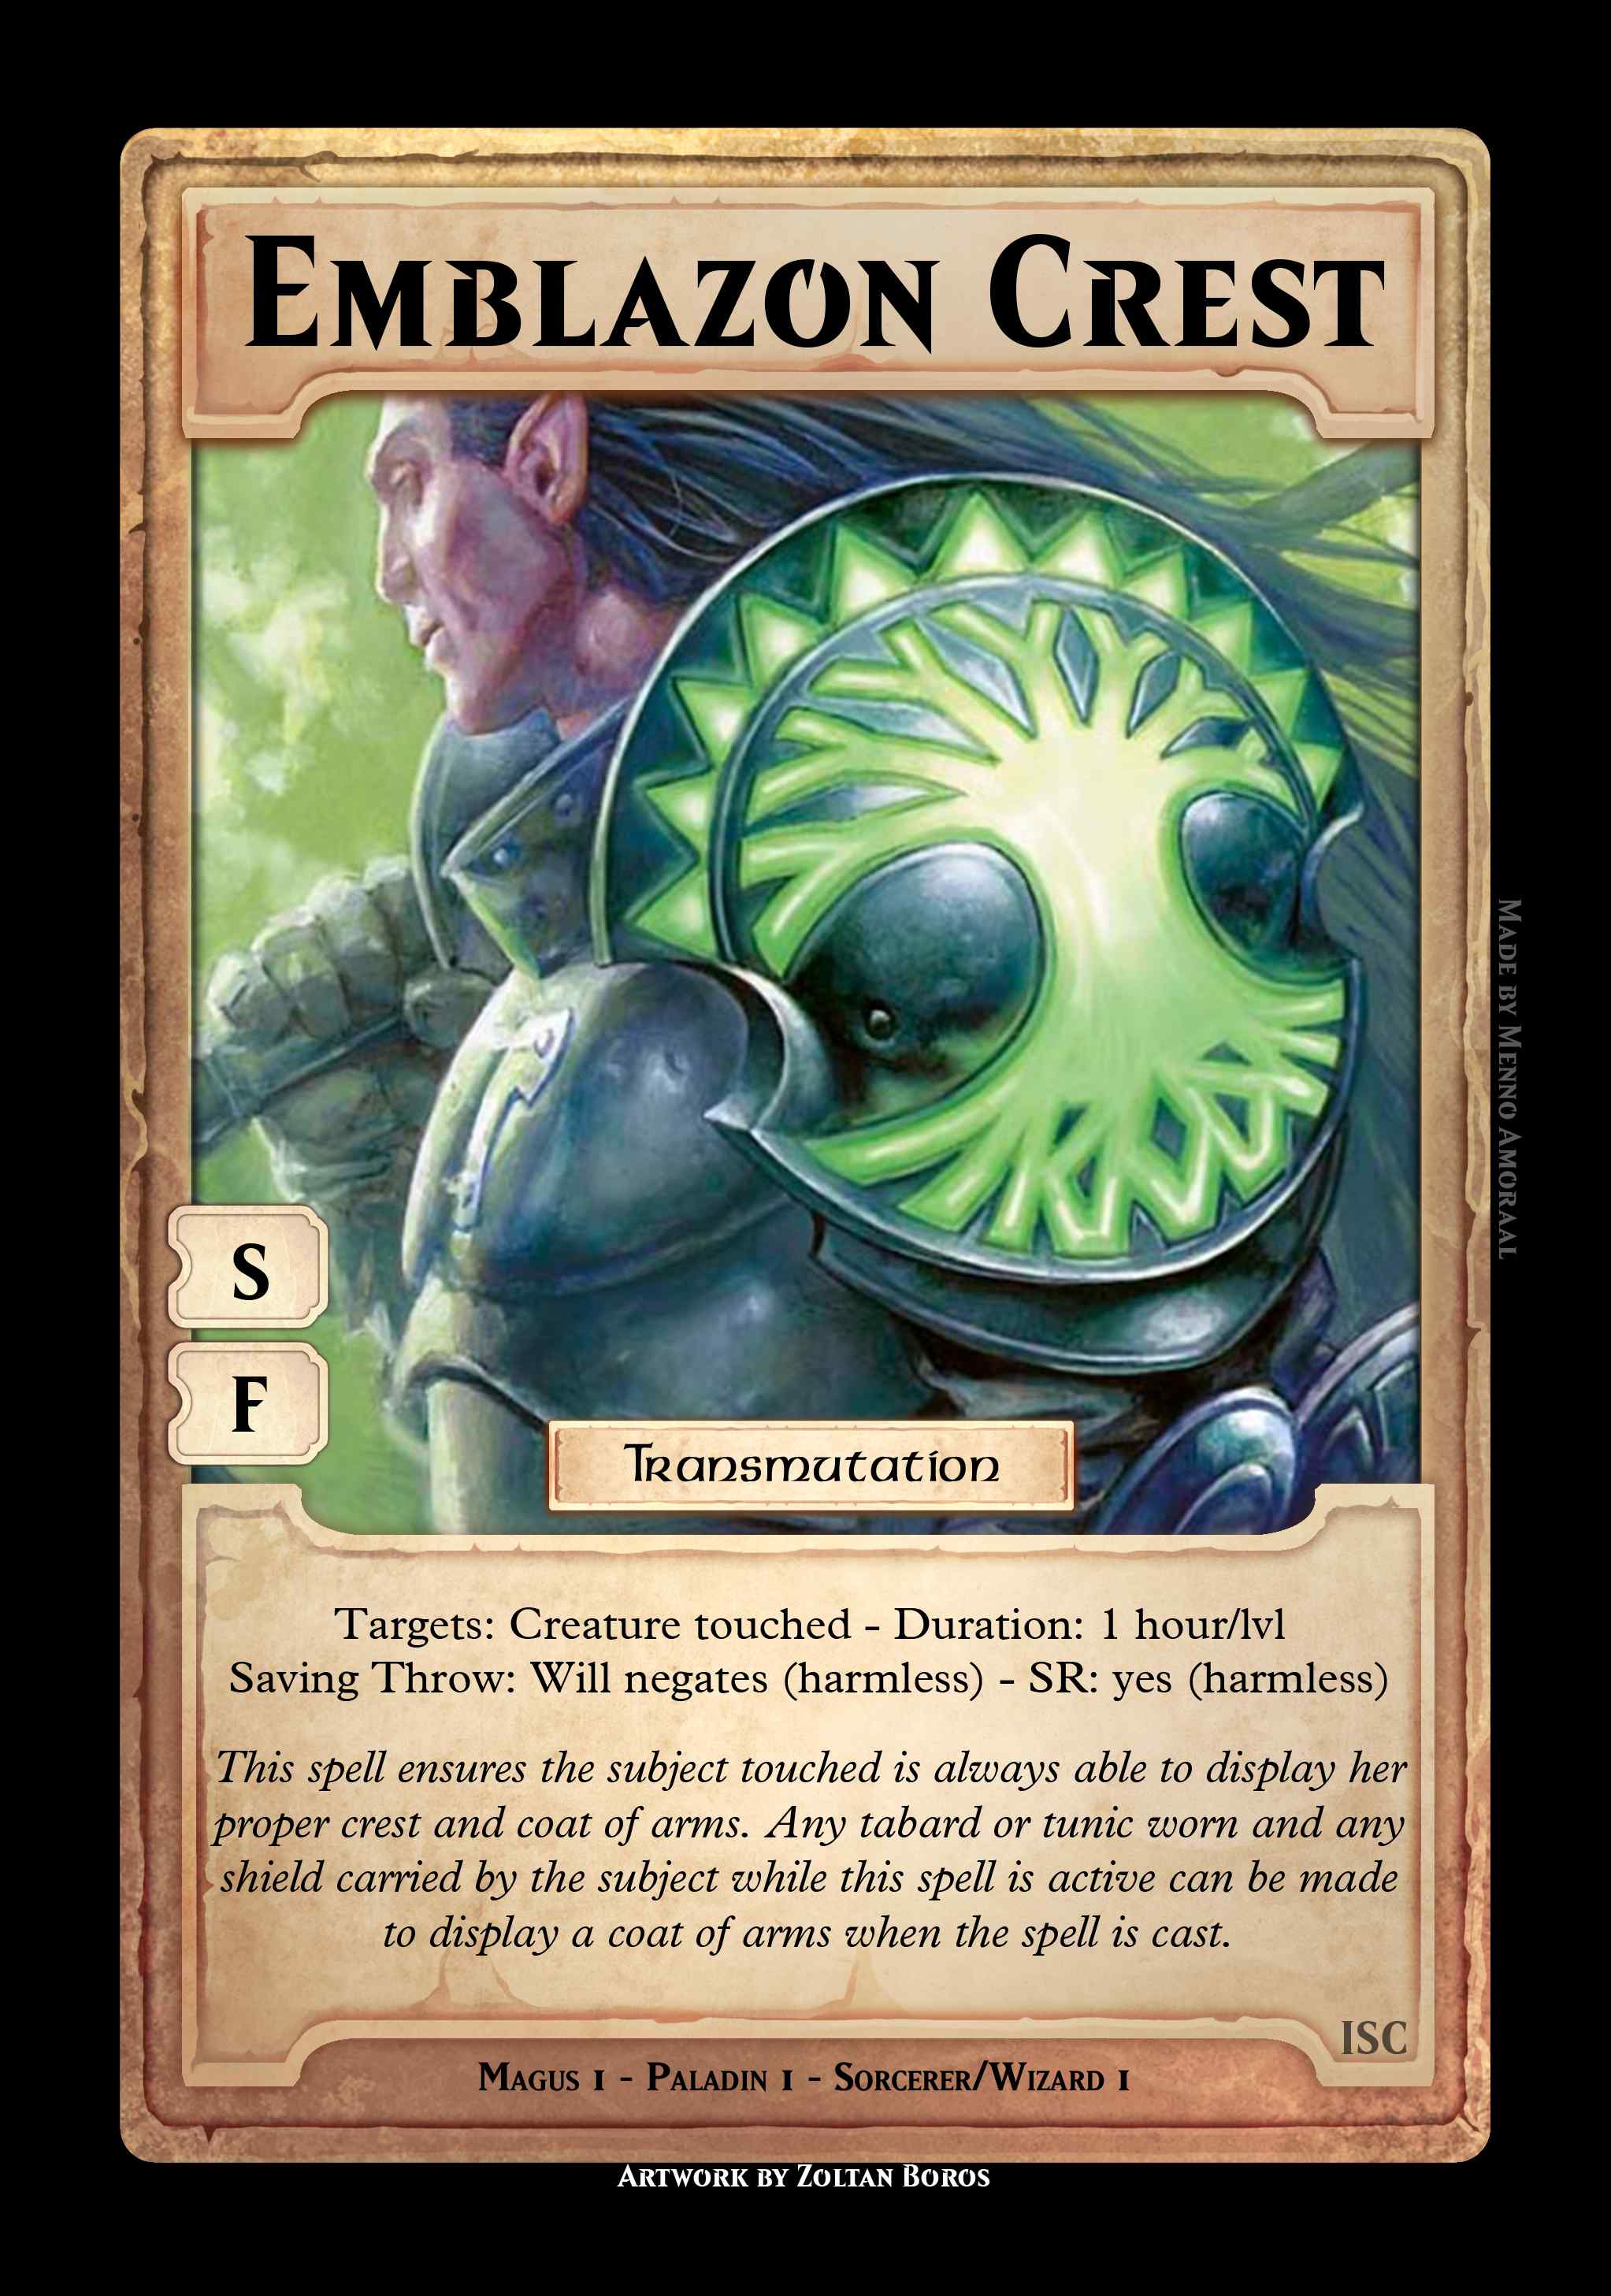 Emblazon Crest
Made by Menno Amoraal
S
F
Transmutation
Targets: Creature touched - Duration: 1 hour/lvl
Saving Throw: Will negates (harmless) - SR: yes (harmless)
This spell ensures the subject touched is always able to display her
proper crest and coat of arms. Any tabard or tunic worn and any
shield carried by the subject while this spell is active can be made
to display a coat of arms when the spell is cast.
ISC
Magus 1 - Paladin 1 - Sorcerer/Wizard 1
Artwork by Zoltan Boros